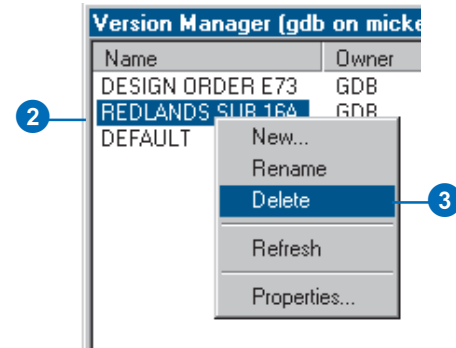 Version Manager (gdb on micke
Name Owner
DESIGN ORDER E73 GDB
2 REDLANDS SUB 16A GDB
DEFAULT
New...
Rename
Delete 3
Refresh
Properties...